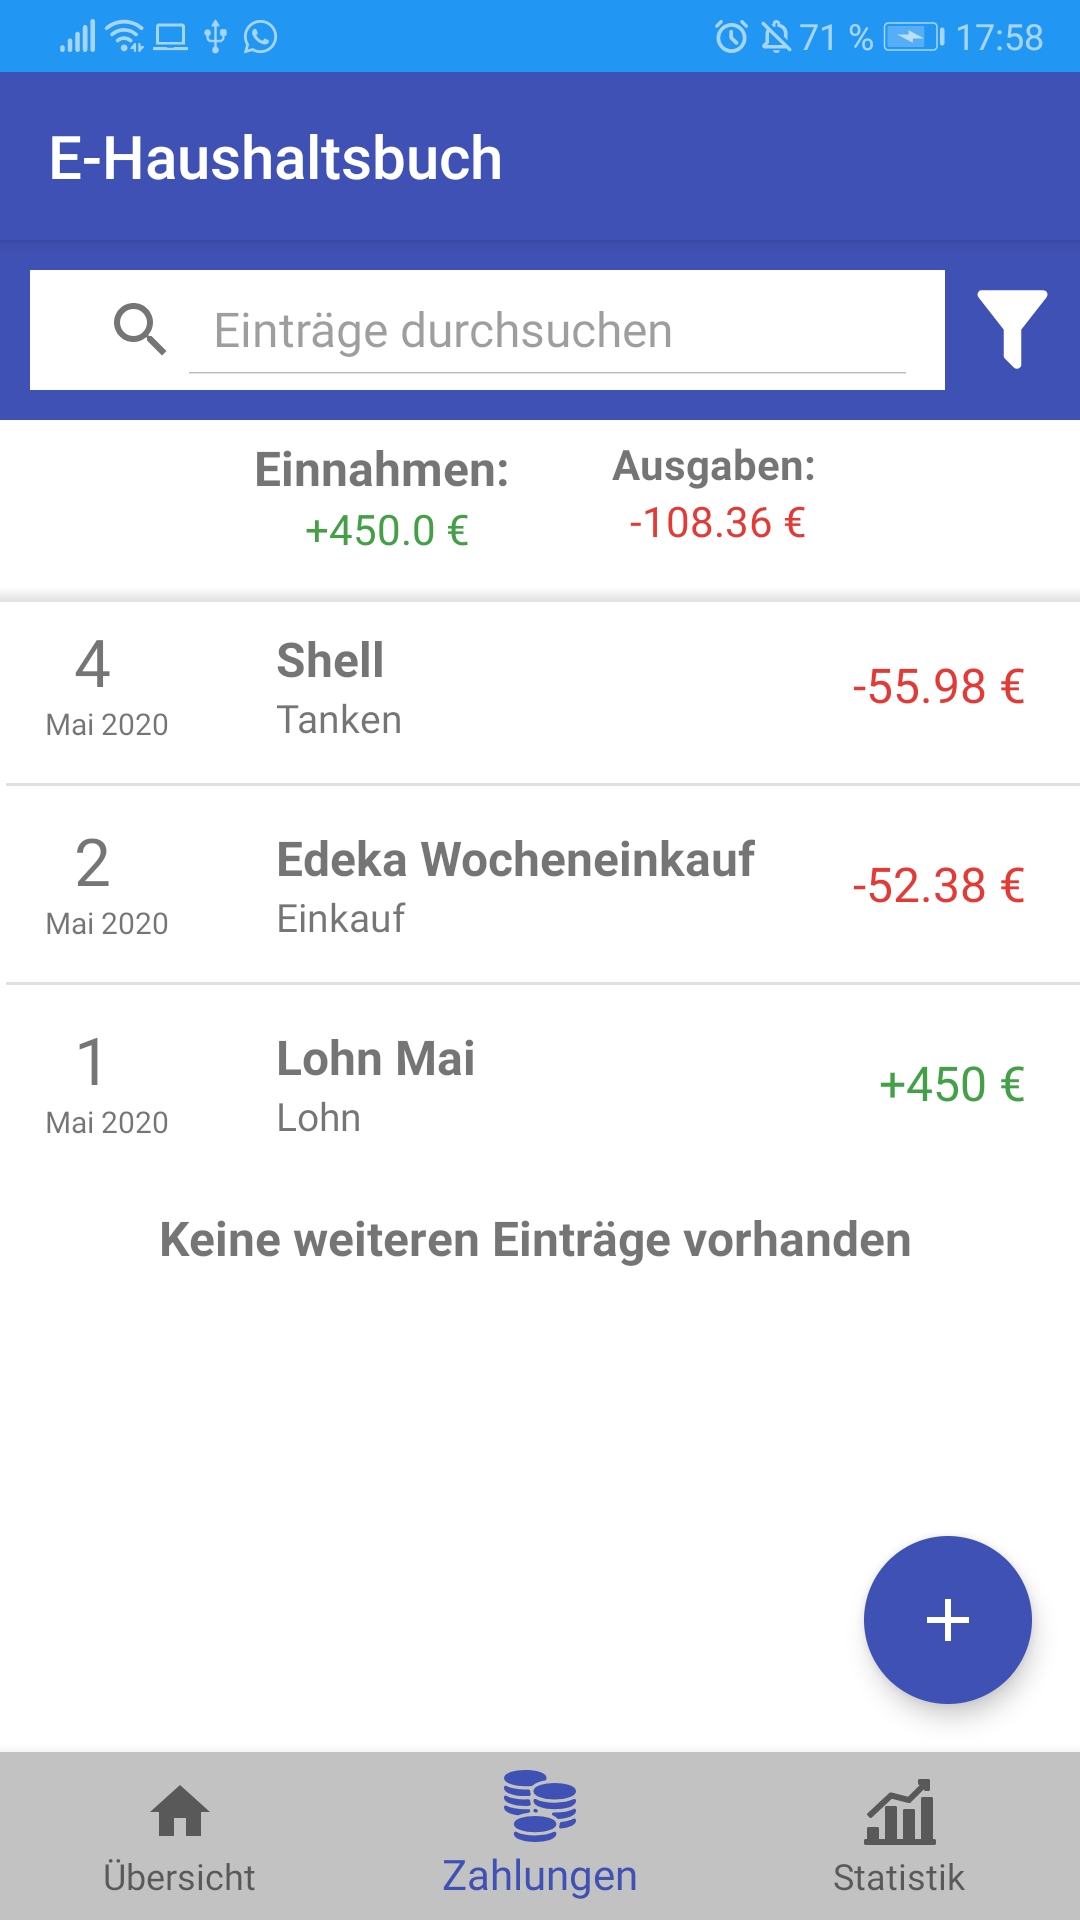 71 % 17:58
E-Haushaltsbuch
Einträge durchsuchen
Einnahmen: Ausgaben:
+450.0 € -108.36 €
4 Shell -55.98 €
Mai 2020 Tanken
2 Edeka Wocheneinkauf -52.38 €
Mai 2020 Einkauf
1 Lohn Mai +450 €
Mai 2020 Lohn
Keine weiteren Einträge vorhanden
+
Übersicht Zahlungen Statistik